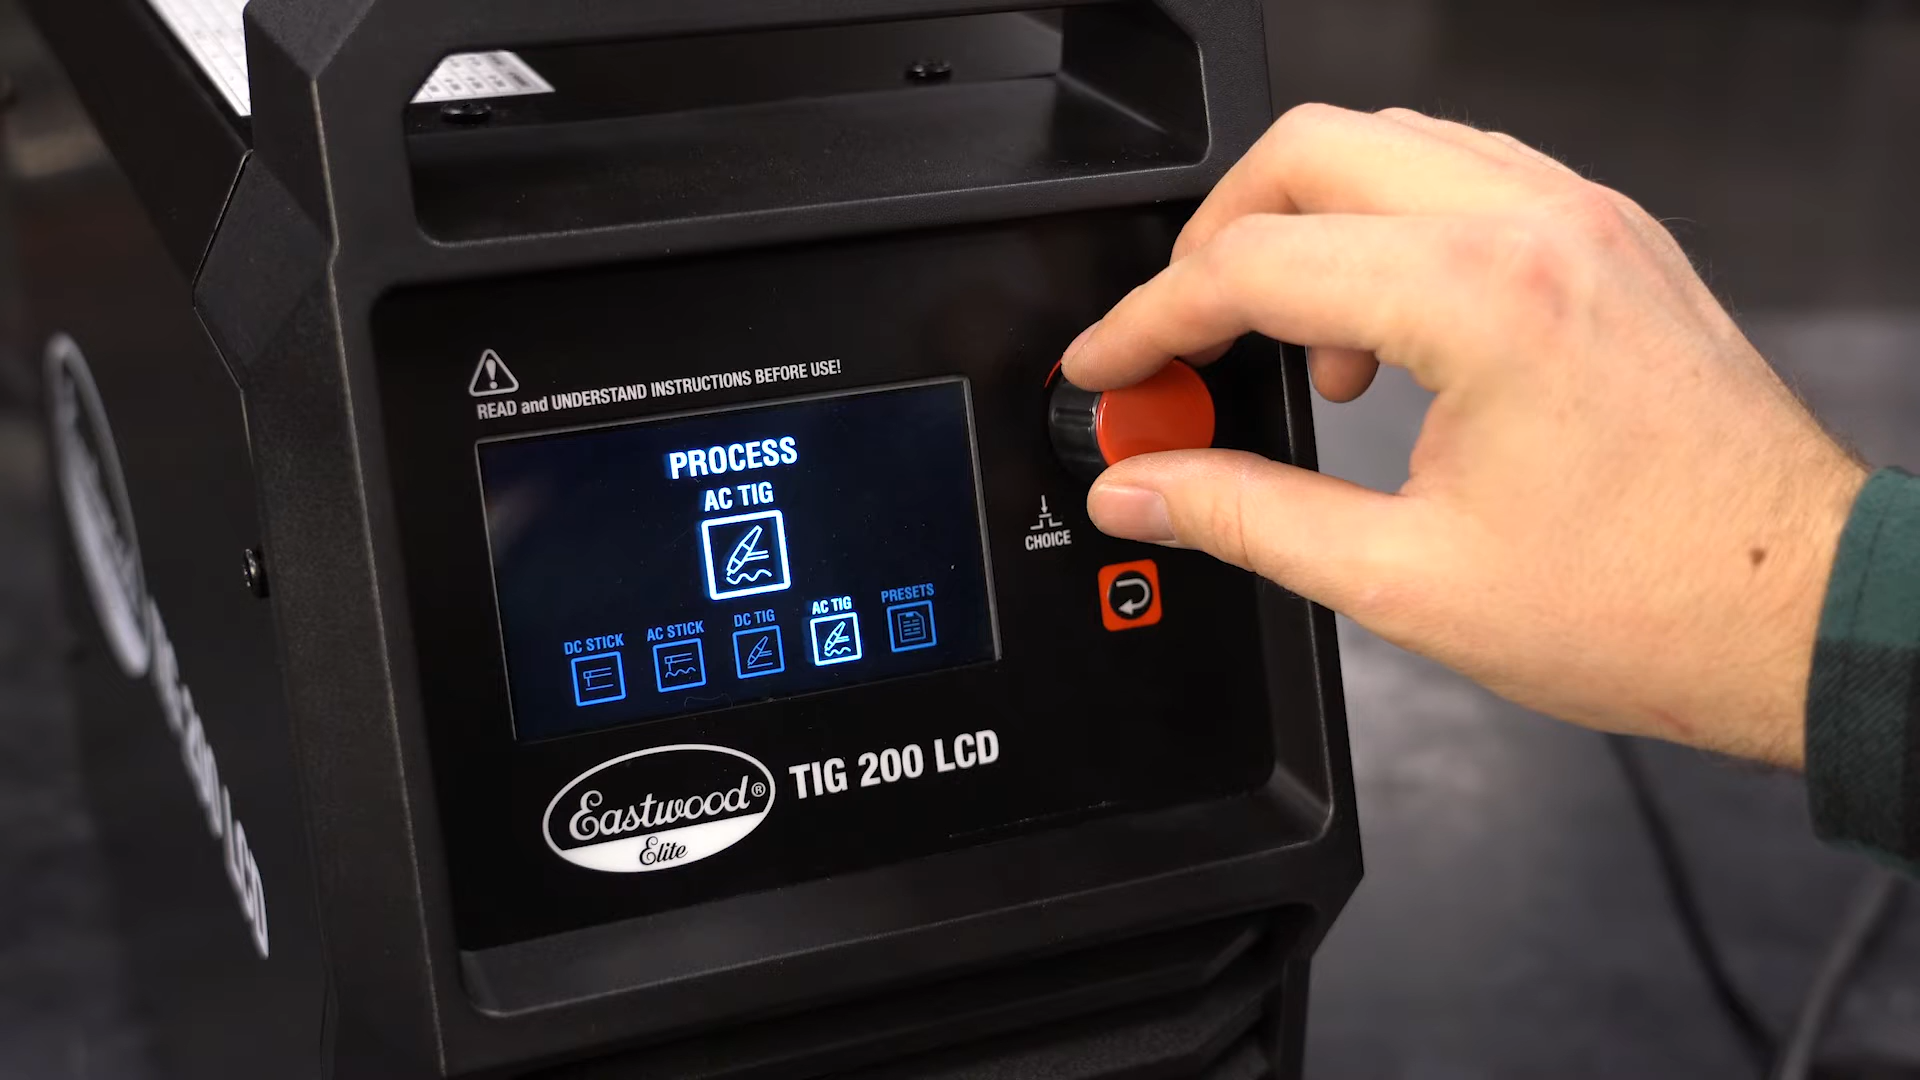 READ and UNDERSTAND INSTRUCTIONS BEFORE USE!
PROCESS
AC TIG
DC STICK
AC STICK
DC TIG
AC TIG
PRESETS
CHOICE
Eastwood®
Elite
TIG 200 LCD